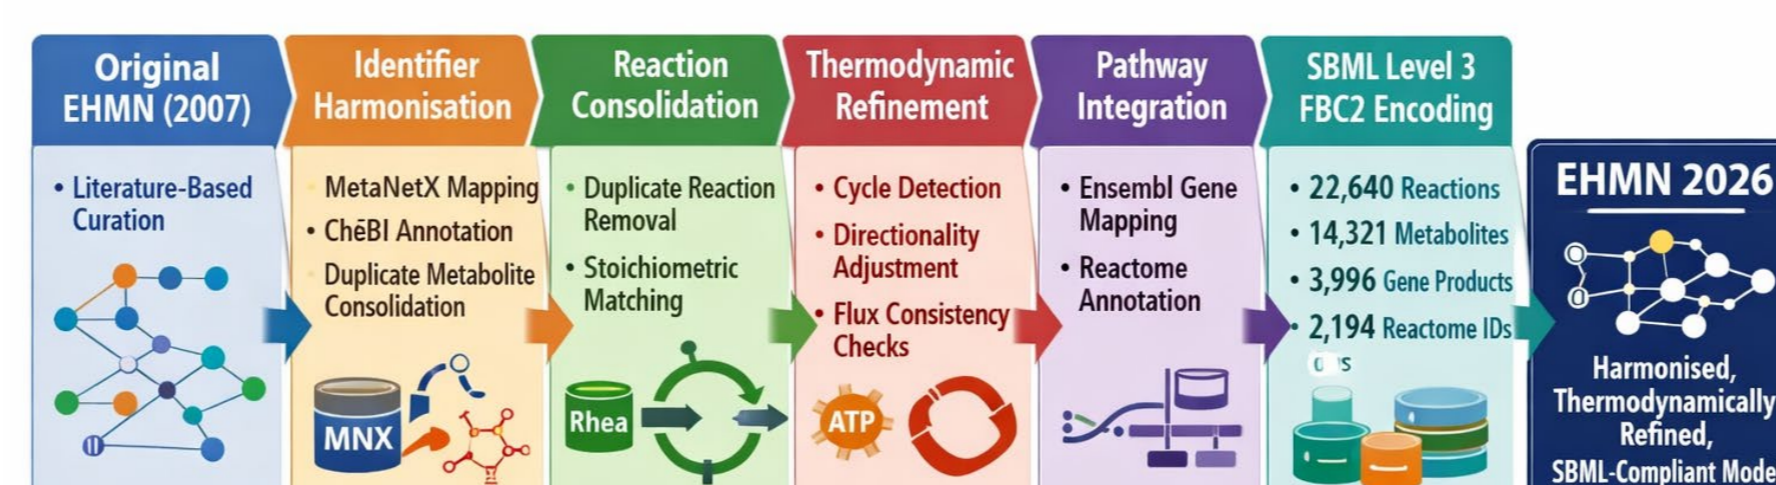 Original
EHMN (2007)
• Literature-Based
Curation
Identifier
Harmonisation
• MetaNetX Mapping
• ChēBI Annotation
• Duplicate Metabolite
Consolidation
MNX
Reaction
Consolidation
• Duplicate Reaction
Removal
• Stoichiometric
Matching
Rhea
Thermodynamic
Refinement
• Cycle Detection
• Directionality
Adjustment
• Flux Consistency
Checks
ATP
Pathway
Integration
• Ensembl Gene
Mapping
• Reactome
Annotation
SBML Level 3
FBC2 Encoding
• 22,640 Reactions
• 14,321 Metabolites
• 3,996 Gene Products
• 2,194 Reactome IDs
EHMN 2026
Harmonised,
Thermodynamically
Refined,
SBML-Compliant Mode